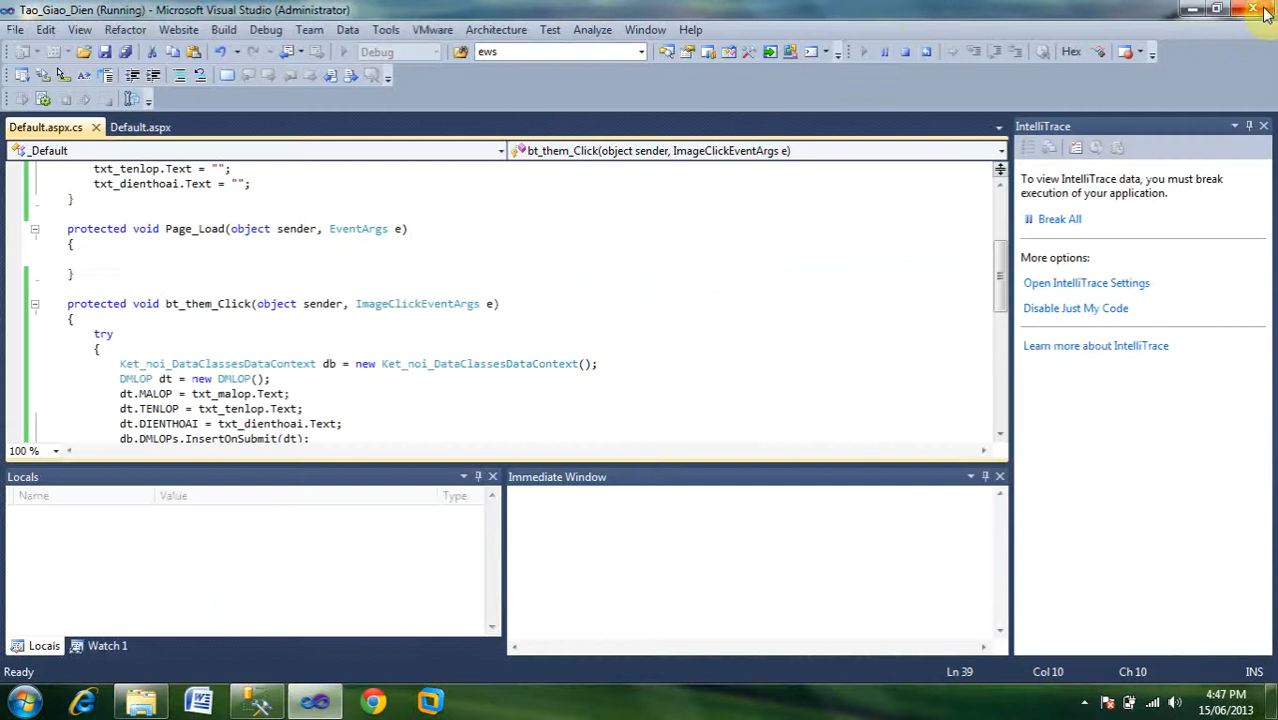 Tao_Giao_Dien (Running) - Microsoft Visual Studio (Administrator)
File Edit View Refactor Website Build Debug Team Data Tools VMware Architecture Test Analyze Window Help
Debug ews Hex
Default.aspx.cs Default.aspx
_Default bt_them_Click(object sender, ImageClickEventArgs e)
txt_tenlop.Text = "";
txt_dienthoai.Text = "";
}
protected void Page_Load(object sender, EventArgs e)
{
}
protected void bt_them_Click(object sender, ImageClickEventArgs e)
{
try
{
Ket_noi_DataClassesDataContext db = new Ket_noi_DataClassesDataContext();
DMLOP dt = new DMLOP();
dt.MALOP = txt_malop.Text;
dt.TENLOP = txt_tenlop.Text;
dt.DIENTHOAI = txt_dienthoai.Text;
db.DMLOPs.InsertOnSubmit(dt);
100 %
IntelliTrace
To view IntelliTrace data, you must break
execution of your application.
Break All
More options:
Open IntelliTrace Settings
Disable Just My Code
Learn more about IntelliTrace
Locals
Name Value Type
Locals Watch 1
Immediate Window
Ready Ln 39 Col 10 Ch 10 INS
4:47 PM
15/06/2013